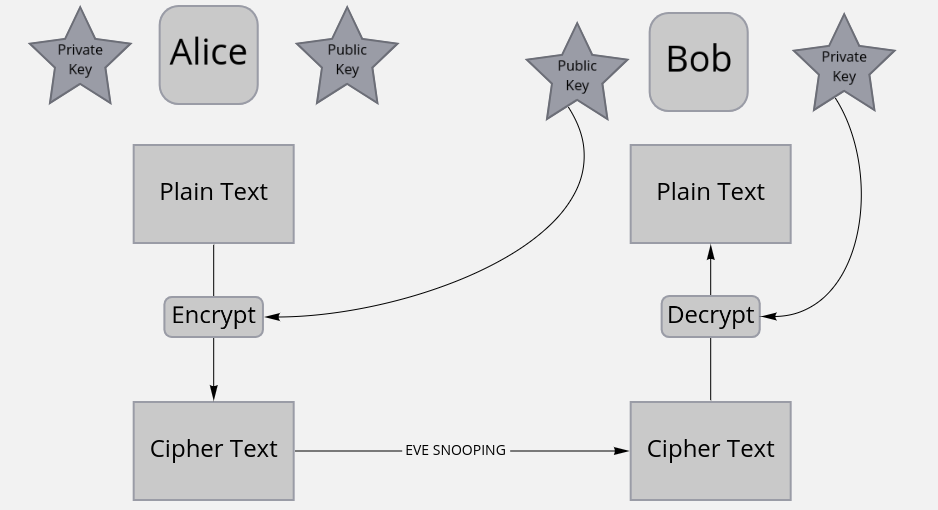 Private
Key
Alice
Public
Key
Public
Key
Bob
Private
Key
Plain Text
Plain Text
Encrypt
Decrypt
Cipher Text
EVE SNOOPING
Cipher Text